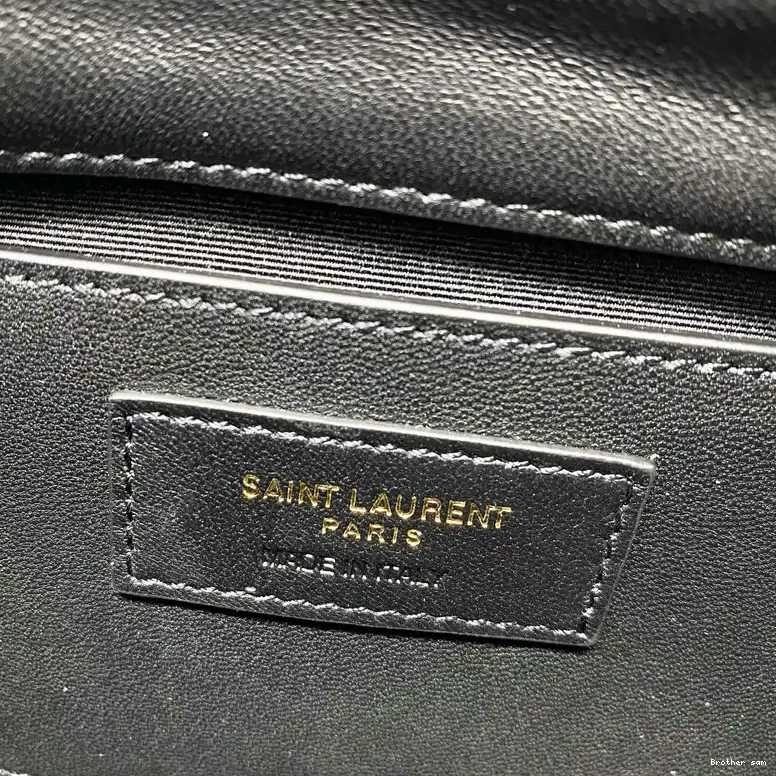 SAINT LAURENT
PARIS
MADE IN ITALY
Brother sam